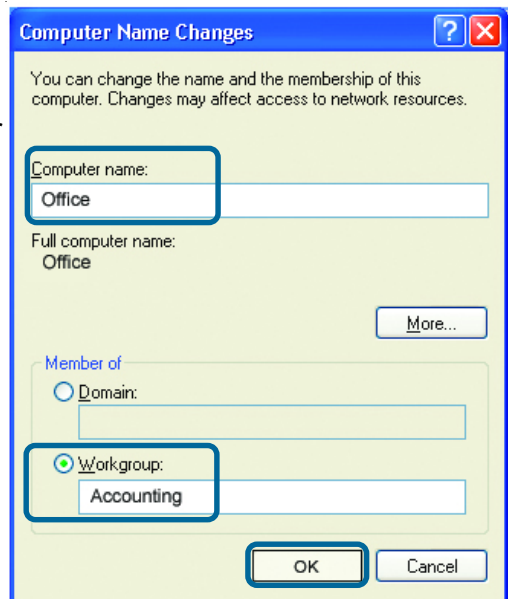 Computer Name Changes
You can change the name and the membership of this
computer. Changes may affect access to network resources.
Computer name:
Office
Full computer name:
Office
More...
Member of
Domain:
Workgroup:
Accounting
OK
Cancel